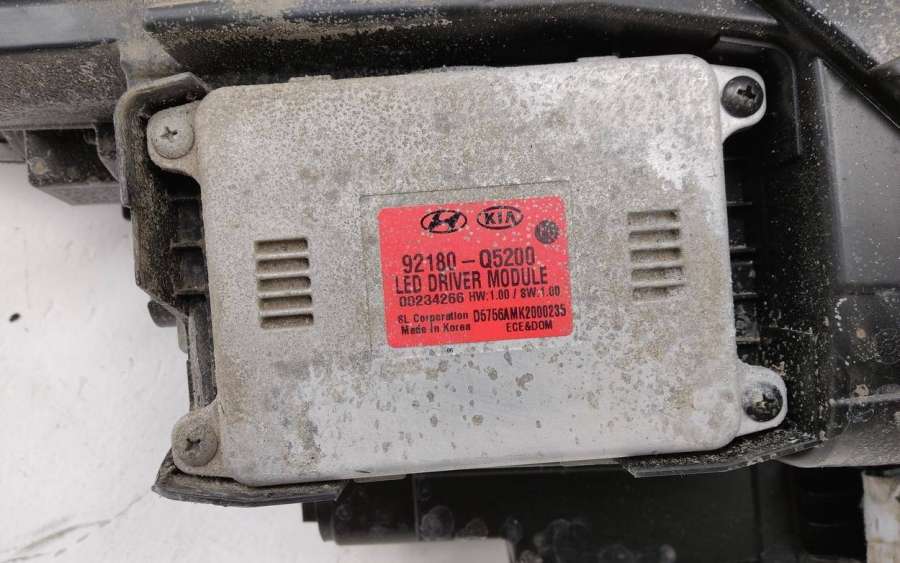 KIA
92180-Q5200
LED DRIVER MODULE
00234266 HW:1.00 / SW:1.00
SL Corporation D5756AMK2000235
Made in Korea ECE&DOM